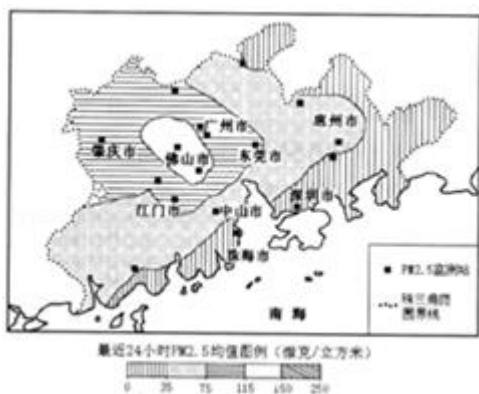 广州市
惠州市
肇庆市
佛山市
东莞市
深圳市
江门市
中山市
珠海市
PM2.5监测站
珠三角范
围界线
南海
最近24小时PM2.5均值图例（微克/立方米）
0 35 75 115 150 250